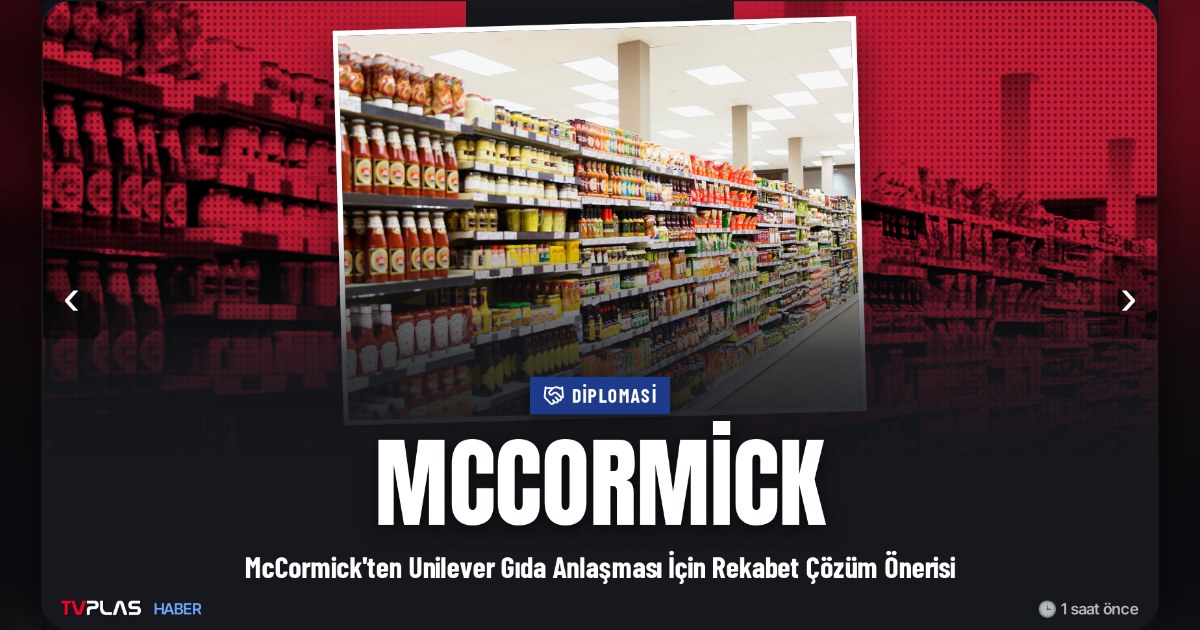 DİPLOMASİ
MCCORMİCK
McCormick'ten Unilever Gıda Anlaşması İçin Rekabet Çözüm Önerisi
TVPLAS HABER
1 saat önce